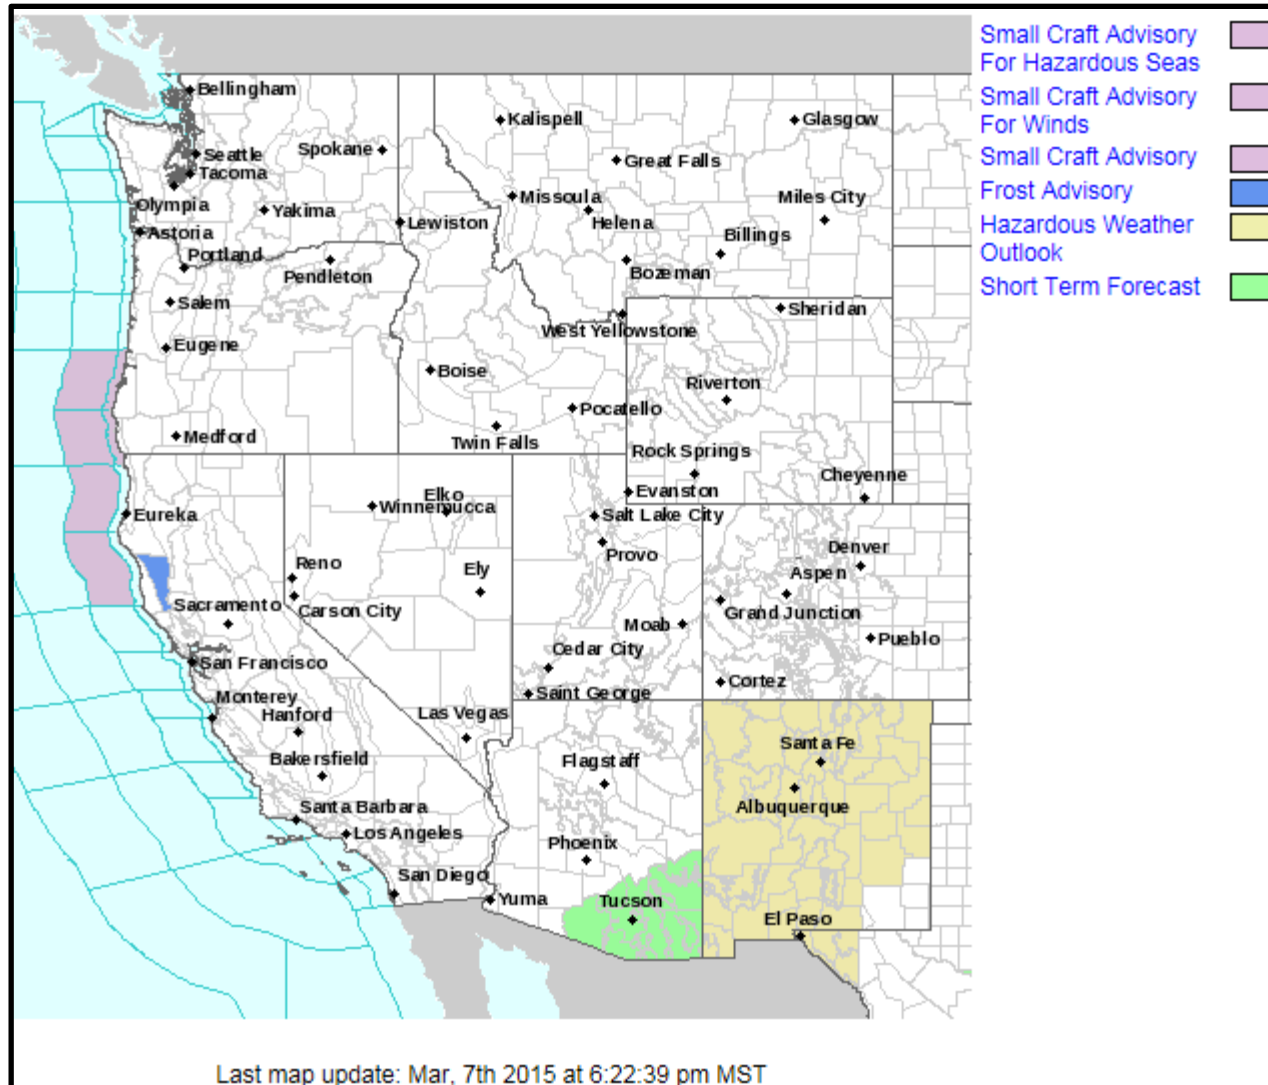 Small Craft Advisory
For Hazardous Seas
Small Craft Advisory
For Winds
Small Craft Advisory
Frost Advisory
Hazardous Weather
Outlook
Short Term Forecast
Bellingham
Kalispell
Glasgow
Seattle
Spokane
Great Falls
Tacoma
Olympia
Yakima
Lewiston
Missoula
Helena
Miles City
Astoria
Portland
Pendleton
Billings
Bozeman
Salem
West Yellowstone
Sheridan
Eugene
Boise
Riverton
Pocatello
Medford
Twin Falls
Rock Springs
Cheyenne
Evanston
Elko
Winnemucca
Eureka
Salt Lake City
Provo
Denver
Reno
Ely
Aspen
Sacramento
Carson City
Grand Junction
Moab
Pueblo
Cedar City
San Francisco
Cortez
Saint George
Monterey
Hanford
Las Vegas
Bakersfield
Flagstaff
Santa Fe
Albuquerque
Santa Barbara
Los Angeles
Phoenix
San Diego
Yuma
Tucson
El Paso
Last map update: Mar, 7th 2015 at 6:22:39 pm MST